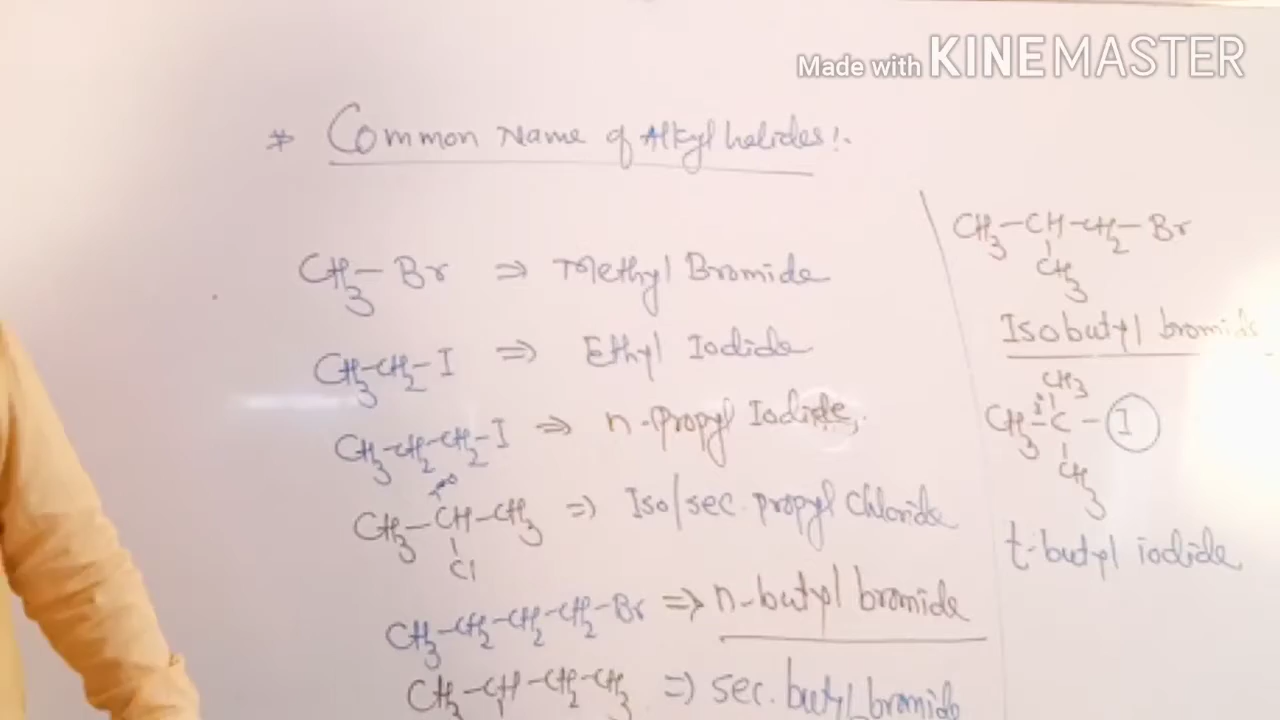 Made with KINEMASTER
* Common Name of Alkyl halides:-
CH3-Br ⇒ Methyl Bromide
CH3-CH2-I ⇒ Ethyl Iodide
CH3-CH2-CH2-I ⇒ n-propyl Iodide,
CH3-CH-CH3 ⇒ Iso/sec. propyl chloride
Cl
CH3-CH2-CH2-CH2-Br ⇒ n-butyl bromide
CH3-CH-CH2-CH3 ⇒ sec. butyl bromide
CH3-CH-CH2-Br
CH3
Isobutyl bromide
CH3
CH3-C-I
CH3
t-butyl iodide